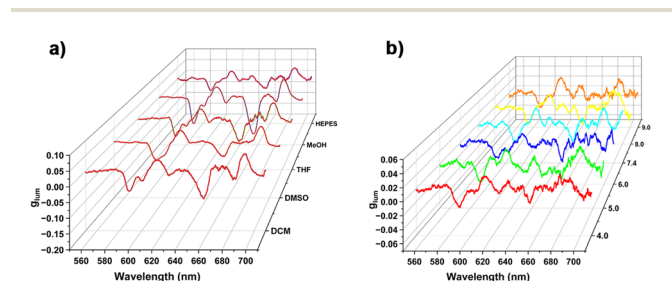 a)
g_lum
0.10
0.05
0.00
−0.05
−0.10
−0.15
−0.20
560 580 600 620 640 660 680 700
Wavelength (nm)
DCM
DMSO
THF
MeOH
HEPES
b)
g_lum
0.06
0.04
0.02
0.00
−0.02
−0.04
−0.06
560 580 600 620 640 660 680 700
Wavelength (nm)
4.0
5.0
6.0
7.4
8.0
9.0